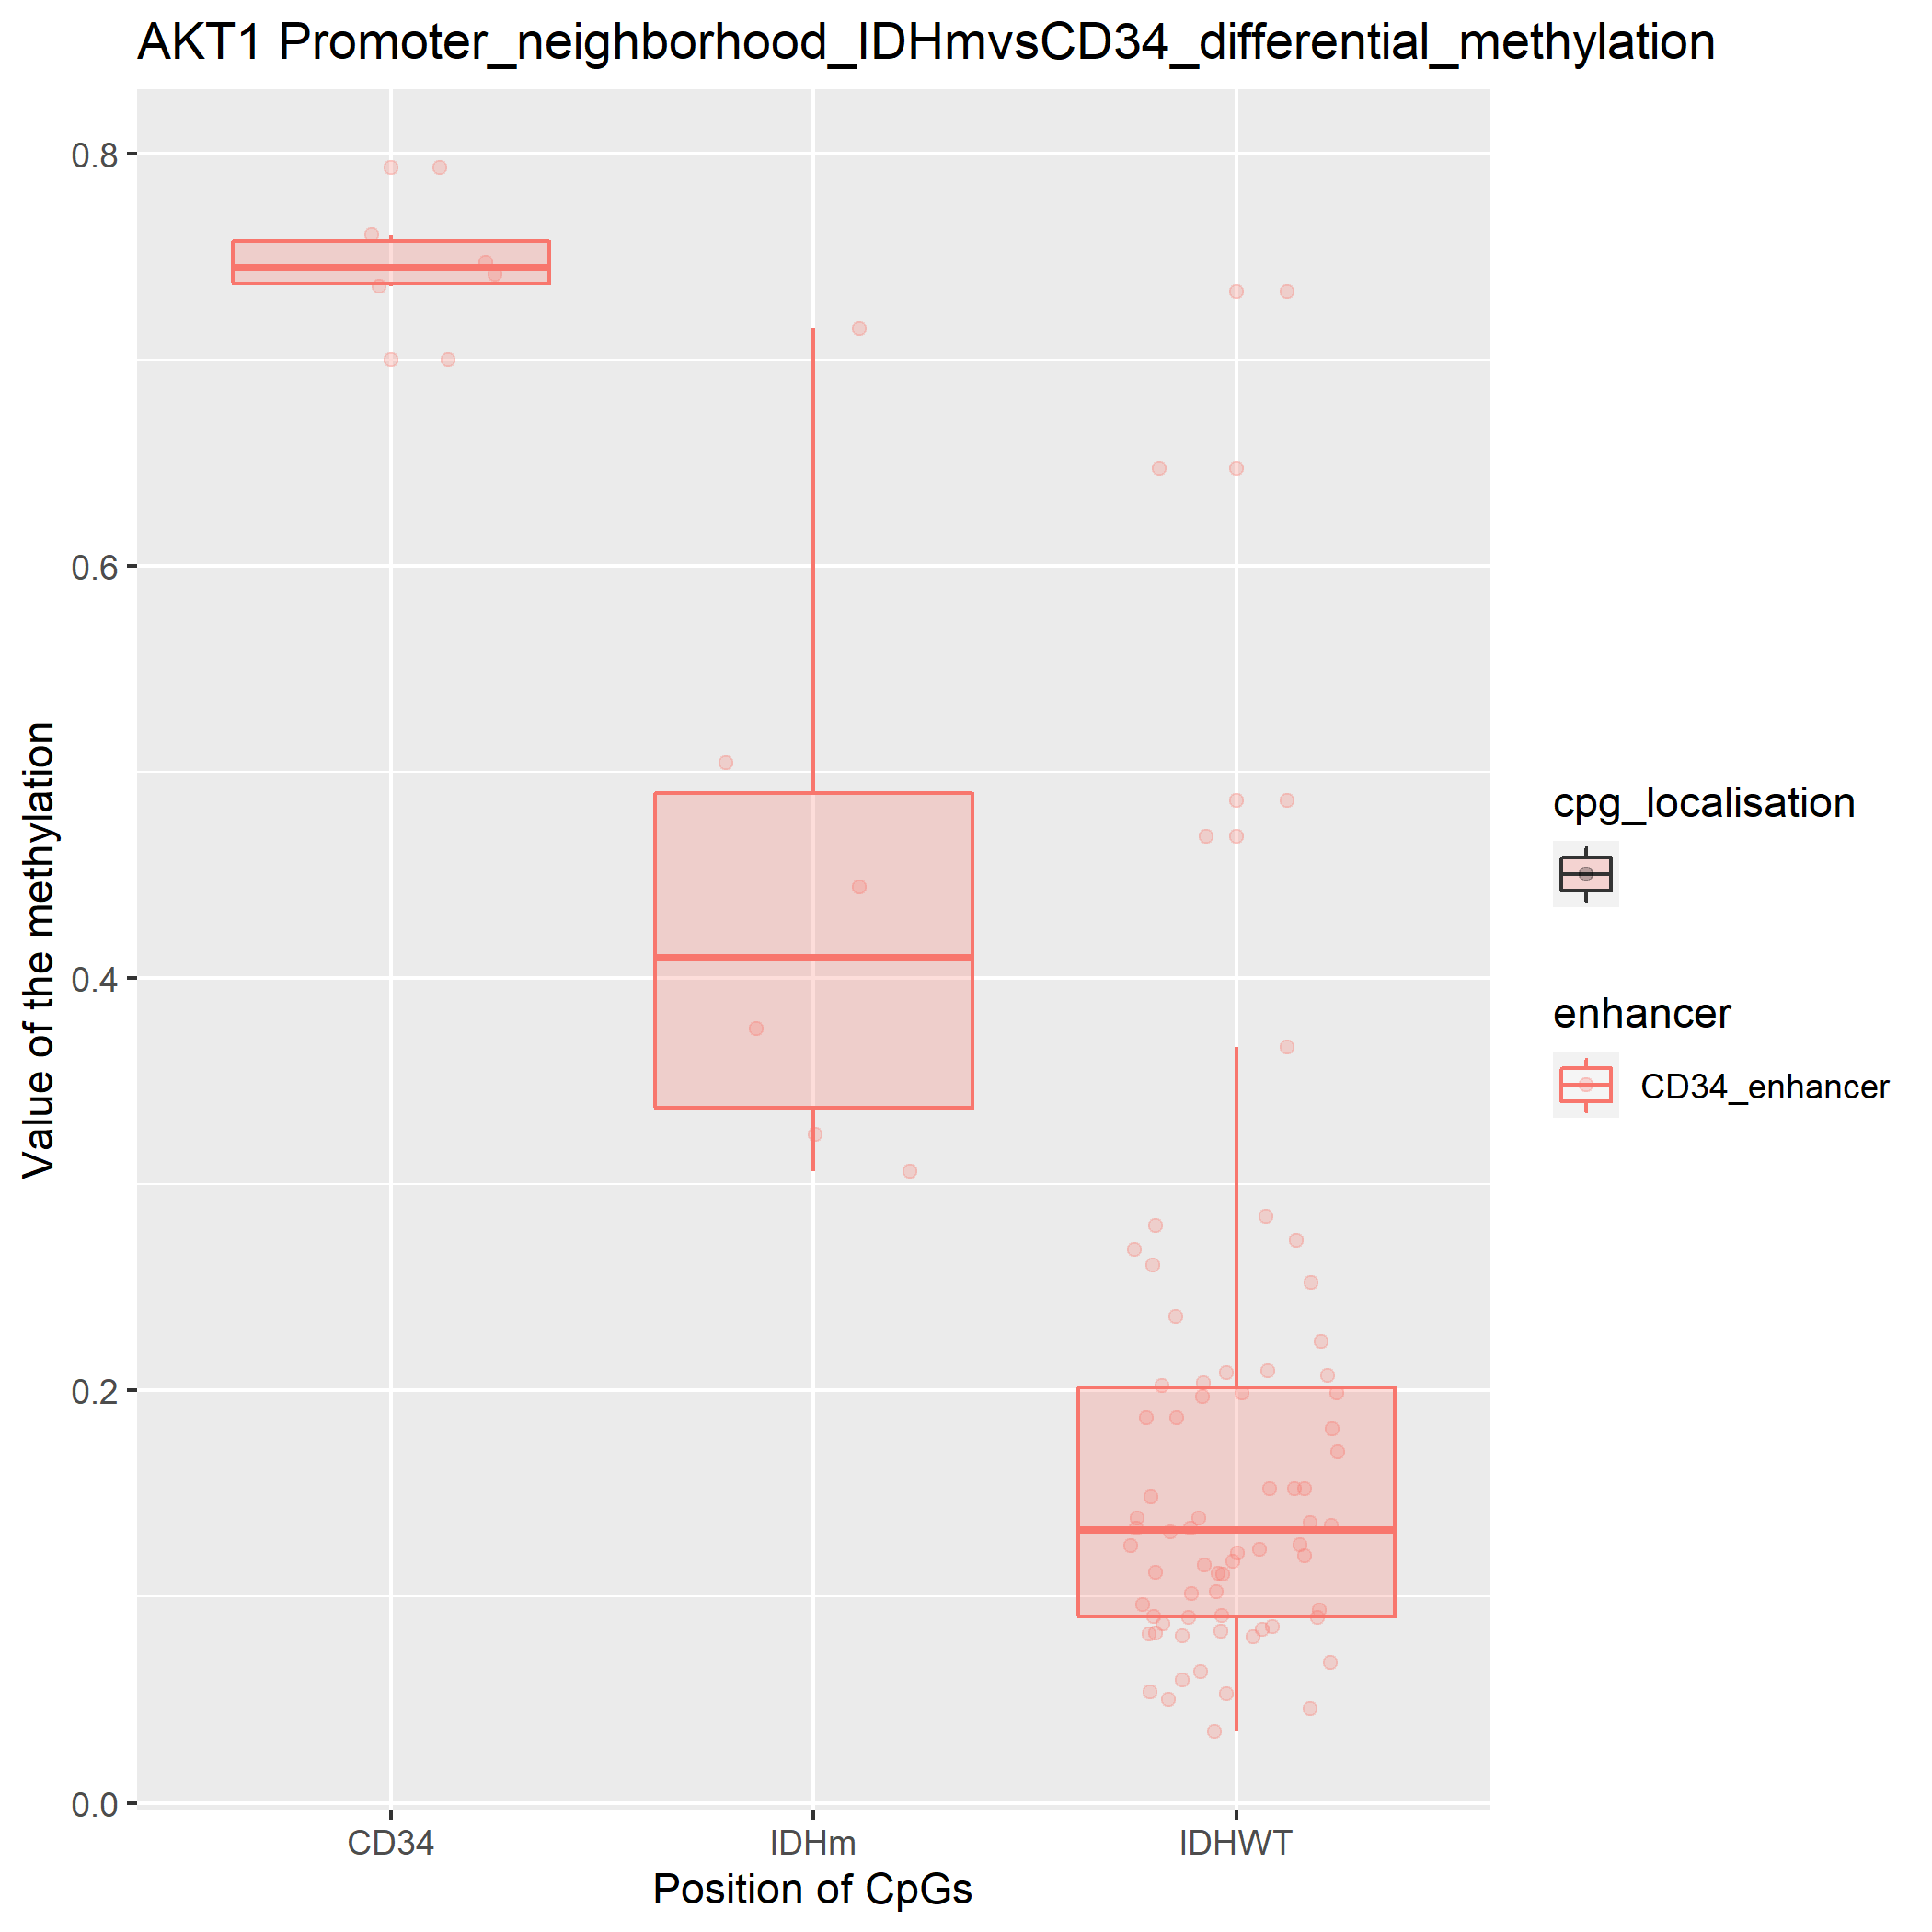 AKT1 Promoter_neighborhood_IDHmvsCD34_differential_methylation
0.8
0.6
0.4
0.2
0.0
Value of the methylation
CD34 IDHm IDHWT
Position of CpGs
cpg_localisation
enhancer
CD34_enhancer